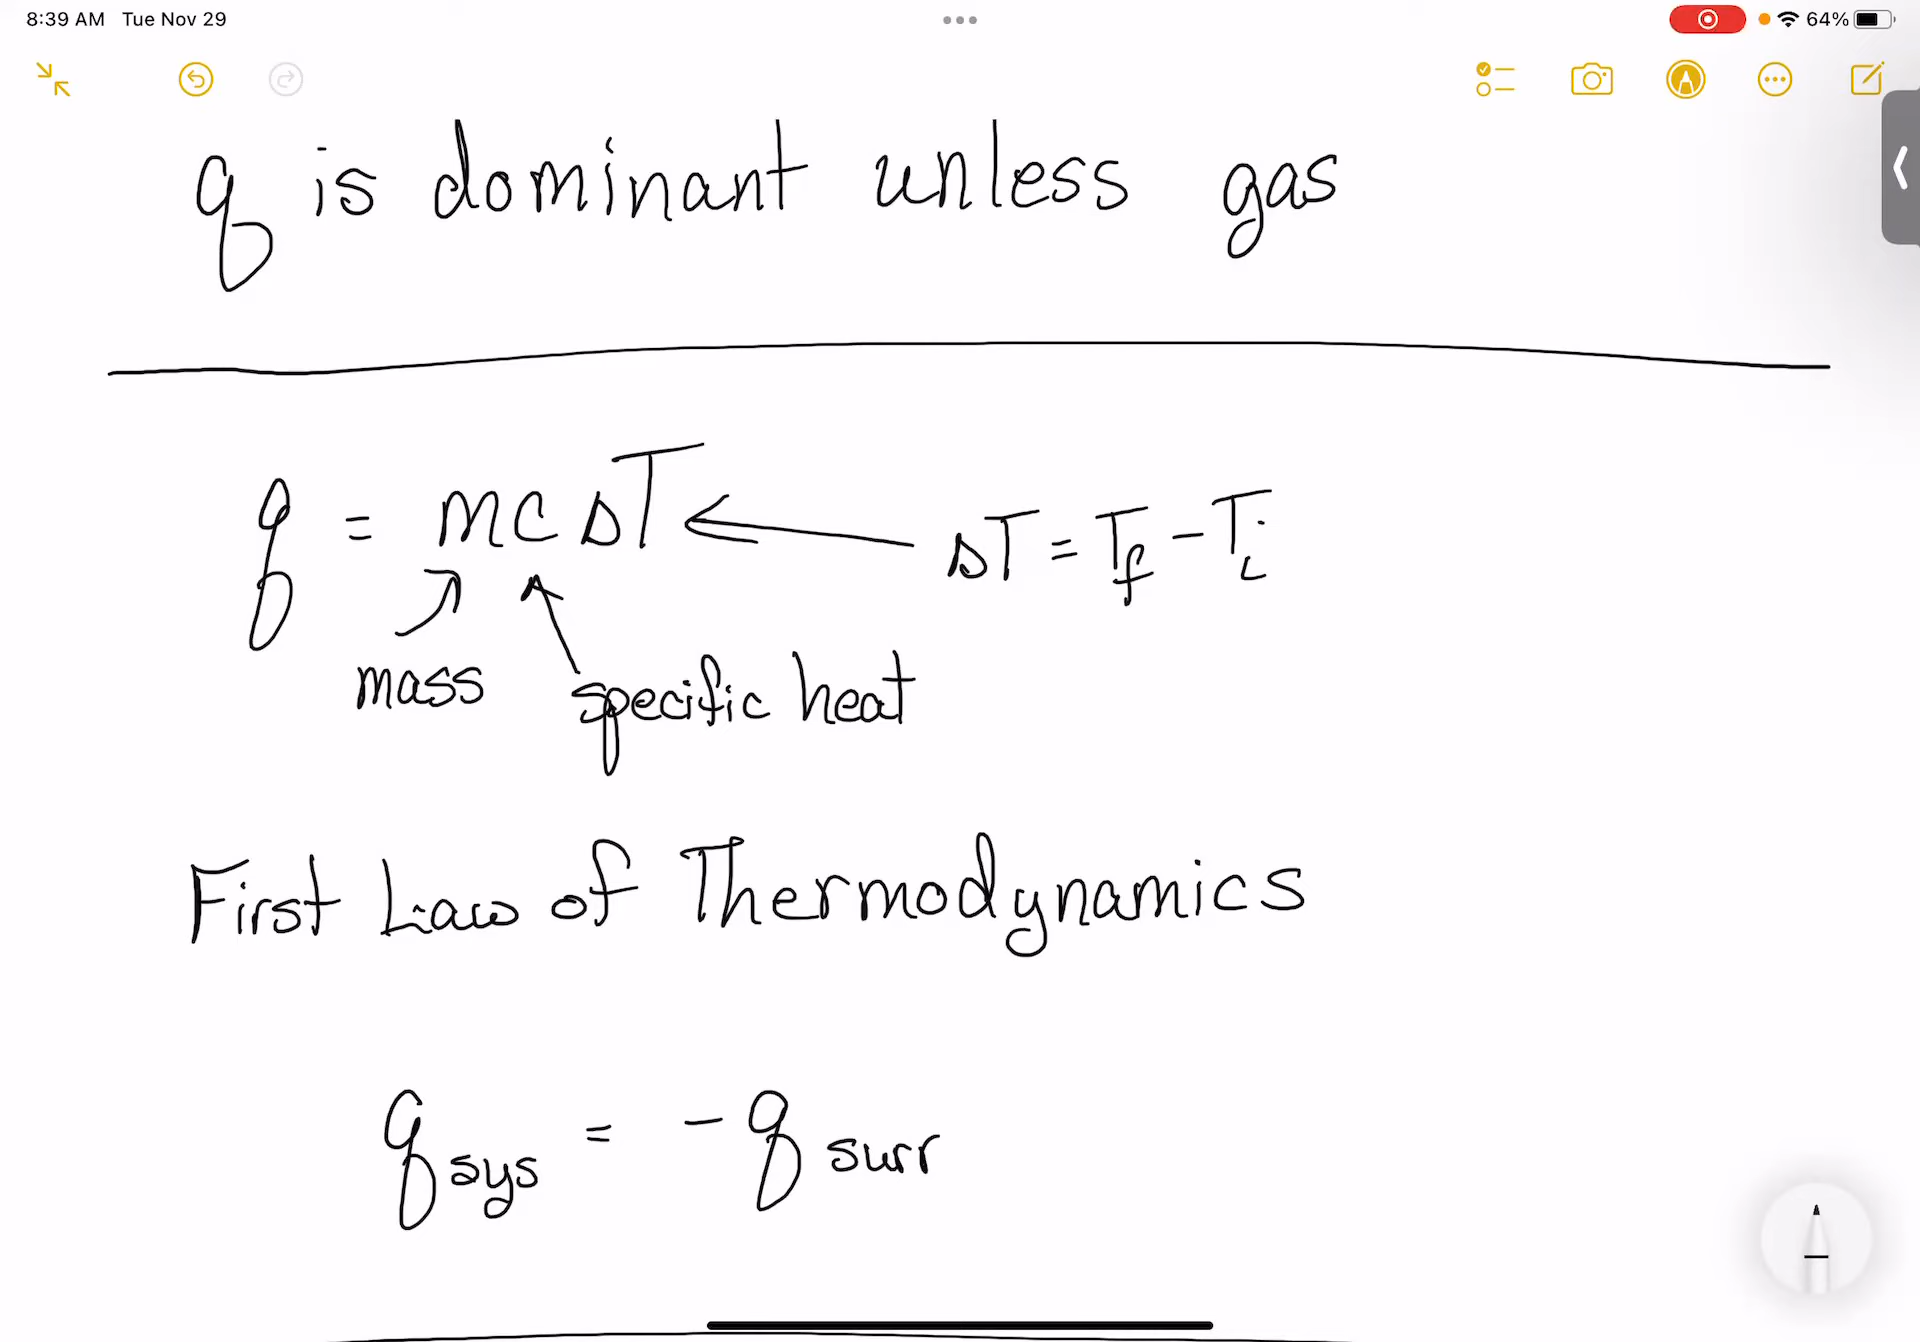 8:39 AM Tue Nov 29
64%
q is dominant unless gas
q = mcΔT ← ΔT = Tf - Ti
mass
specific heat
First Law of Thermodynamics
q sys = -q surr